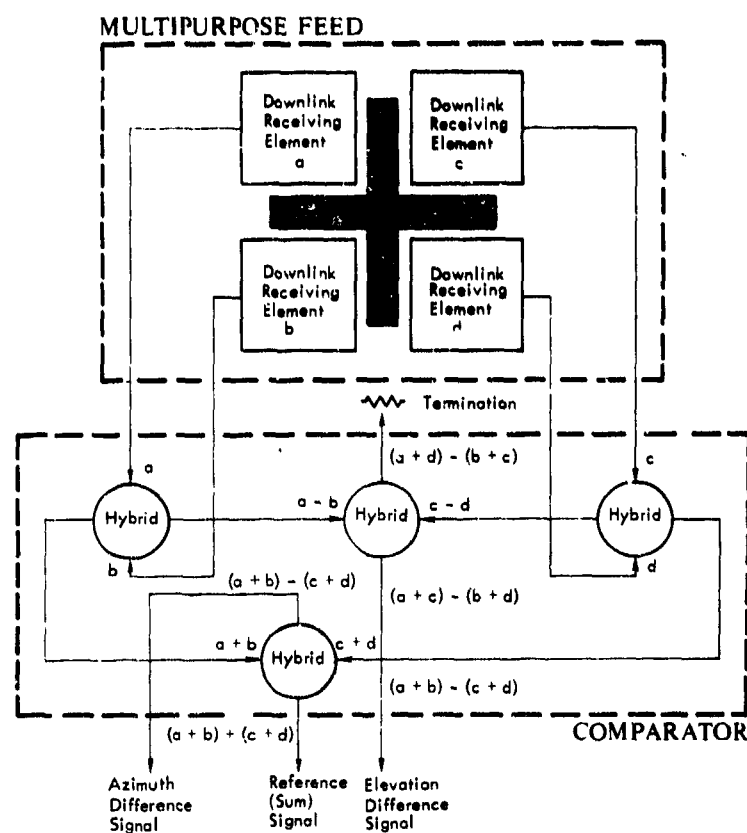 MULTIPURPOSE FEED
Downlink
Receiving
Element
a
Downlink
Receiving
Element
c
Downlink
Receiving
Element
b
Downlink
Receiving
Element
d
Termination
(a + d) - (b + c)
a
c
Hybrid
a - b
Hybrid
c - d
Hybrid
b
d
(a + b) - (c + d)
(a + c) - (b + d)
a + b
c + d
Hybrid
(a + b) - (c + d)
COMPARATOR
(a + b) + (c + d)
Azimuth
Difference
Signal
Reference
(Sum)
Signal
Elevation
Difference
Signal